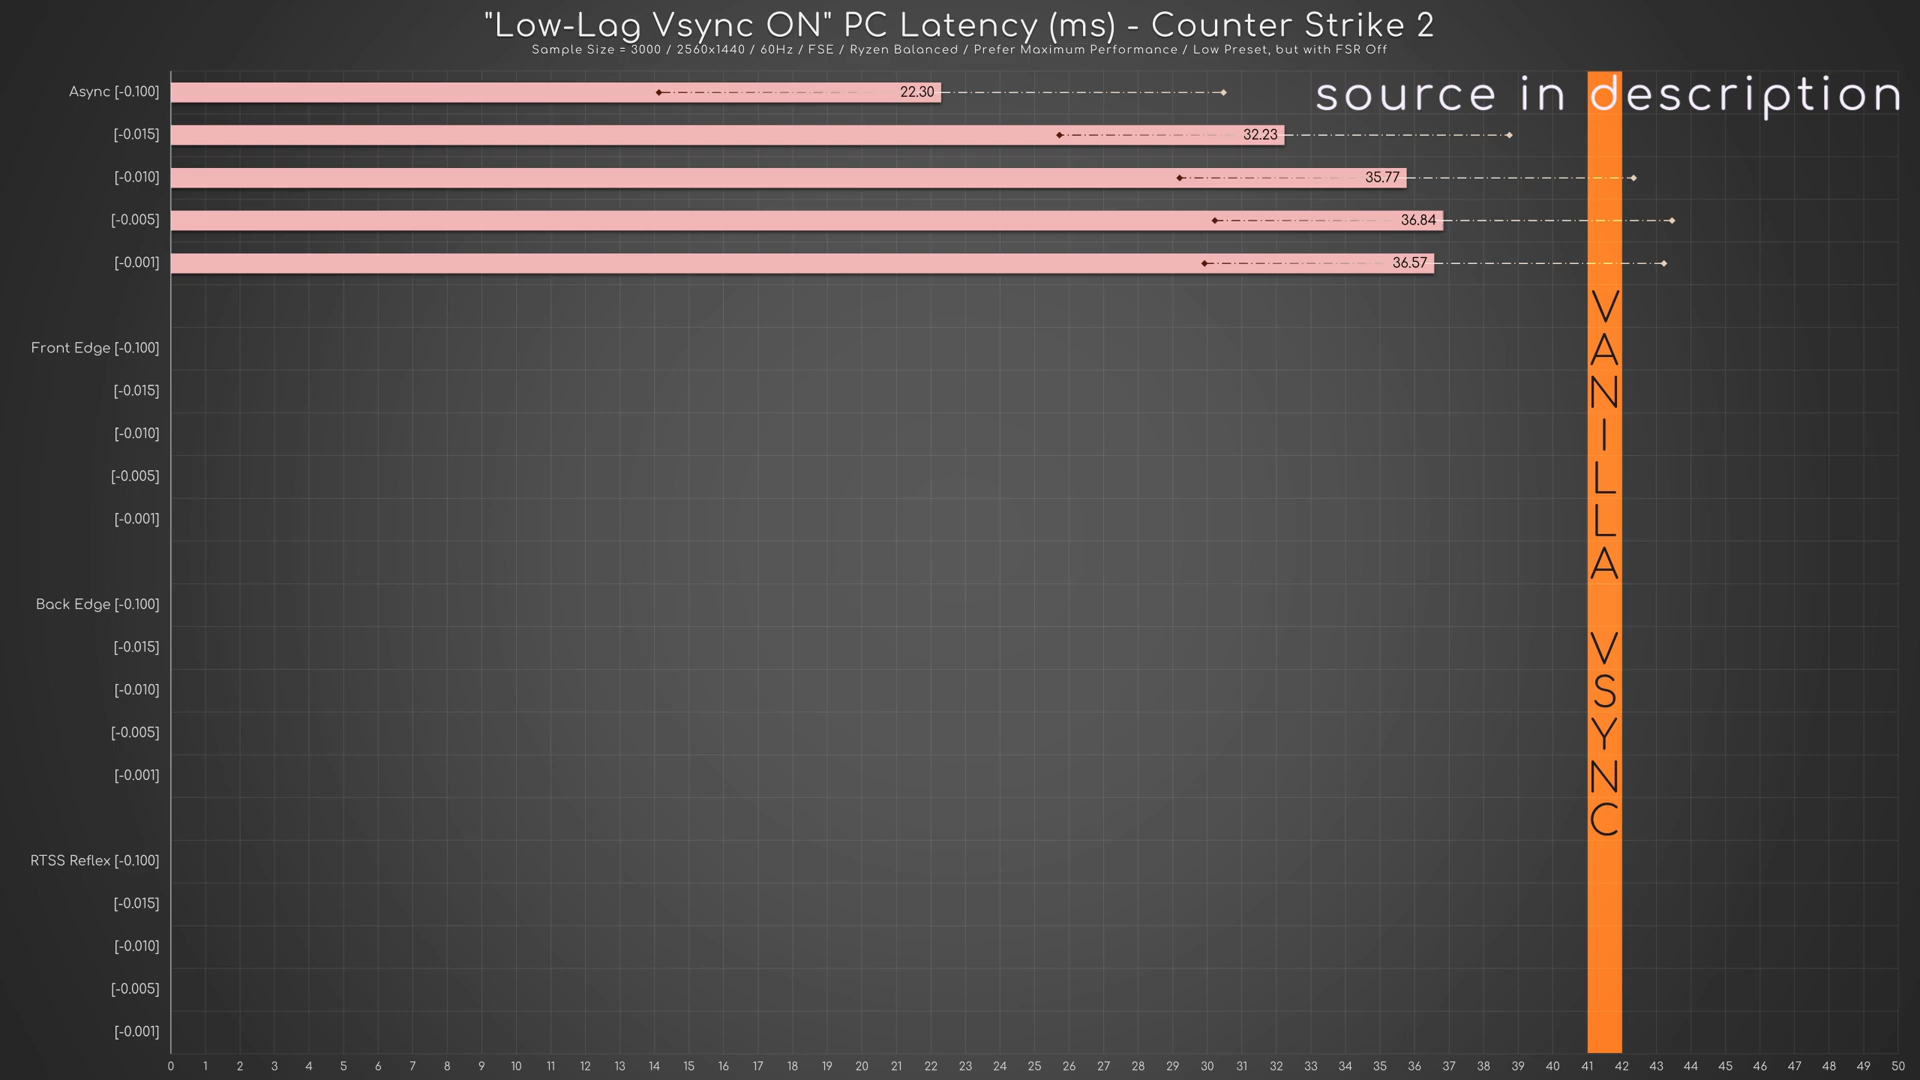 "Low-Lag Vsync ON" PC Latency (ms) - Counter Strike 2
Sample Size = 3000 / 2560x1440 / 60Hz / FSE / Ryzen Balanced / Prefer Maximum Performance / Low Preset, but with FSR Off
source in description
Async [-0.100] 22.30
[-0.015] 32.23
[-0.010] 35.77
[-0.005] 36.84
[-0.001] 36.57
Front Edge [-0.100]
[-0.015]
[-0.010]
[-0.005]
[-0.001]
Back Edge [-0.100]
[-0.015]
[-0.010]
[-0.005]
[-0.001]
RTSS Reflex [-0.100]
[-0.015]
[-0.010]
[-0.005]
[-0.001]
VANILLA VSYNC
0 1 2 3 4 5 6 7 8 9 10 11 12 13 14 15 16 17 18 19 20 21 22 23 24 25 26 27 28 29 30 31 32 33 34 35 36 37 38 39 40 41 42 43 44 45 46 47 48 49 50